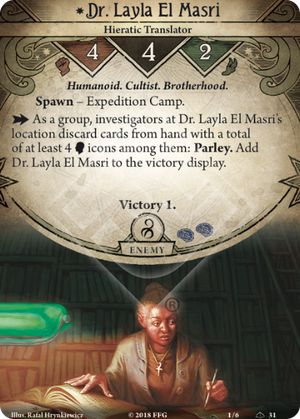 Dr. Layla El Masri
Hieratic Translator
4 4 2
Humanoid. Cultist. Brotherhood.
Spawn – Expedition Camp.
As a group, investigators at Dr. Layla El Masri's
location discard cards from hand with a total
of at least 4 icons among them: Parley. Add
Dr. Layla El Masri to the victory display.
Victory 1.
ENEMY
Illus. Rafał Hrynkiewicz © 2018 FFG 1/6 31